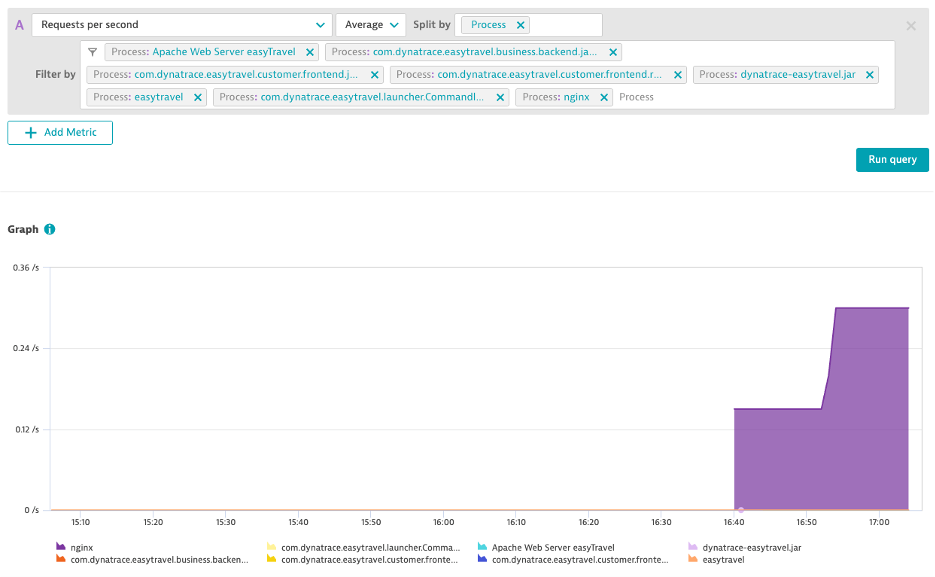 A Requests per second Average Split by Process
Process: Apache Web Server easyTravel Process: com.dynatrace.easytravel.business.backend.ja...
Filter by Process: com.dynatrace.easytravel.customer.frontend.j... Process: com.dynatrace.easytravel.customer.frontend.r... Process: dynatrace-easytravel.jar
Process: easytravel Process: com.dynatrace.easytravel.launcher.Commandl... Process: nginx Process
Add Metric
Run query
Graph
0.36 /s
0.24 /s
0.12 /s
0 /s
15:10 15:20 15:30 15:40 15:50 16:00 16:10 16:20 16:30 16:40 16:50 17:00
nginx com.dynatrace.easytravel.launcher.Comma... Apache Web Server easyTravel dynatrace-easytravel.jar
com.dynatrace.easytravel.business.backen... com.dynatrace.easytravel.customer.fronte... com.dynatrace.easytravel.customer.fronte... easytravel